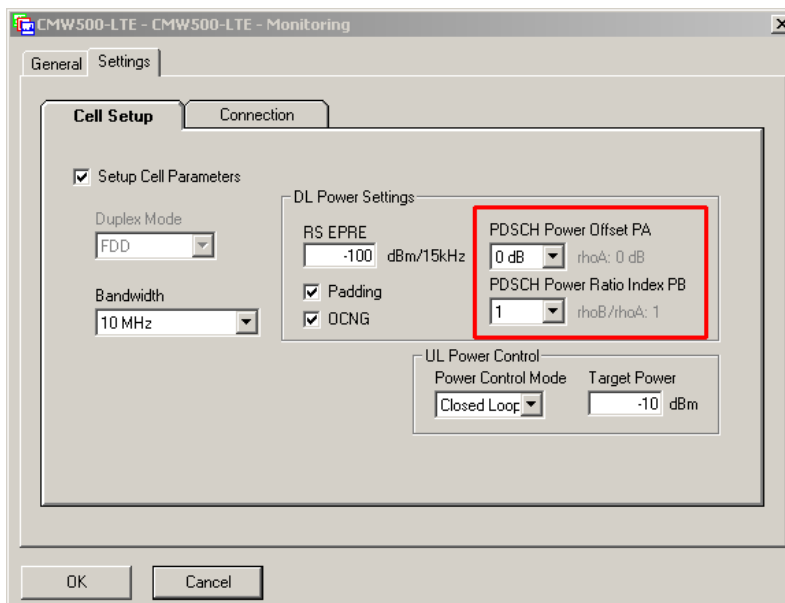 CMW500-LTE - CMW500-LTE - Monitoring
General Settings
Cell Setup Connection
Setup Cell Parameters
Duplex Mode
FDD
Bandwidth
10 MHz
DL Power Settings
RS EPRE
-100 dBm/15kHz
Padding
OCNG
PDSCH Power Offset PA
0 dB rhoA: 0 dB
PDSCH Power Ratio Index PB
1 rhoB/rhoA: 1
UL Power Control
Power Control Mode Target Power
Closed Loop -10 dBm
OK Cancel